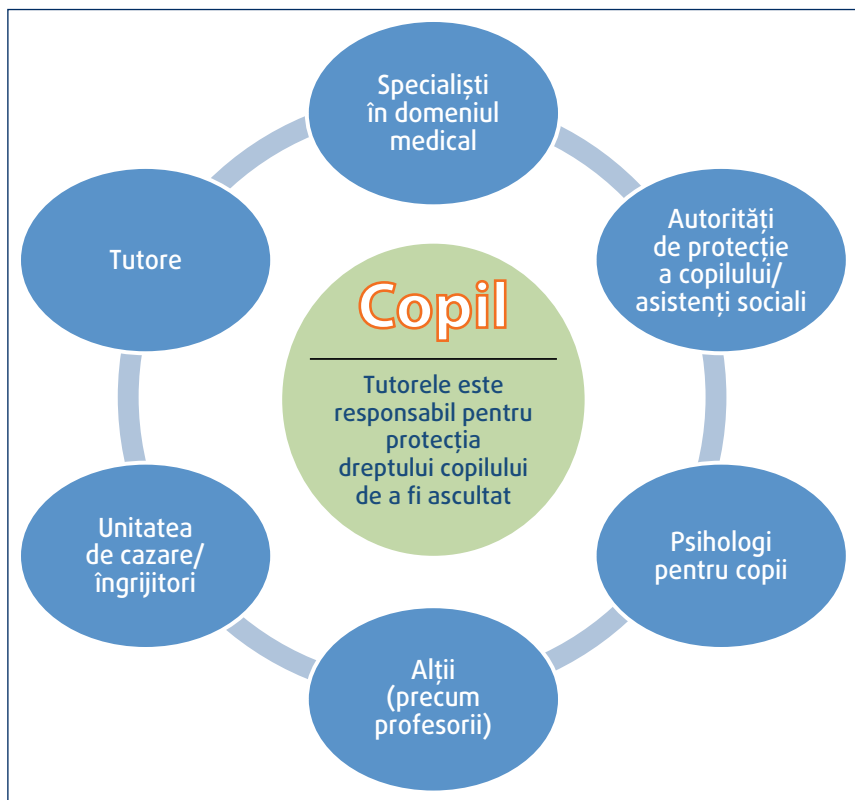 Specialiști
în domeniul
medical
Autorități
de protecție
a copilului/
asistenți sociali
Psihologi
pentru copii
Alții
(precum
profesorii)
Unitatea
de cazare/
îngrijitori
Tutore
Copil
Tutorele este
responsabil pentru
protecția
dreptului copilului
de a fi ascultat